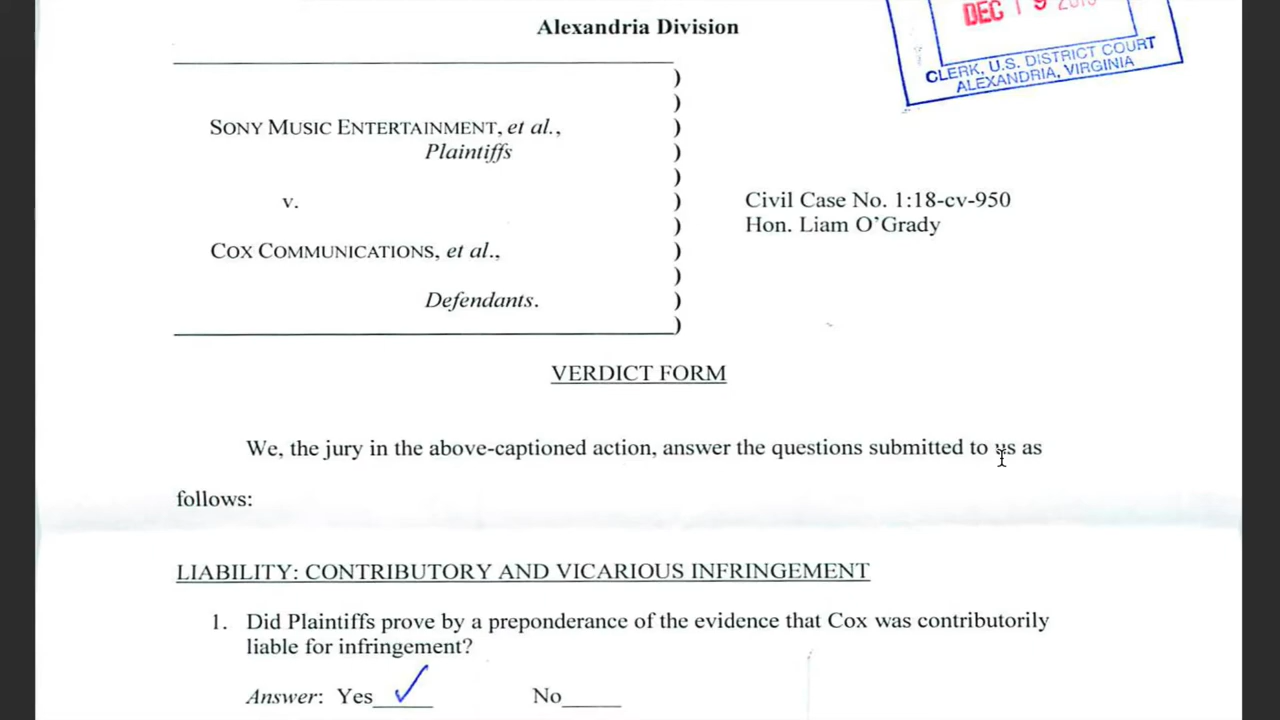 Alexandria Division
DEC 19
CLERK, U.S. DISTRICT COURT
ALEXANDRIA, VIRGINIA
)
)
SONY MUSIC ENTERTAINMENT, et al., )
Plaintiffs )
)
v. ) Civil Case No. 1:18-cv-950
) Hon. Liam O'Grady
COX COMMUNICATIONS, et al., )
)
Defendants. )
)
VERDICT FORM
We, the jury in the above-captioned action, answer the questions submitted to us as
follows:
LIABILITY: CONTRIBUTORY AND VICARIOUS INFRINGEMENT
1. Did Plaintiffs prove by a preponderance of the evidence that Cox was contributorily
liable for infringement?
Answer: Yes ✓ No